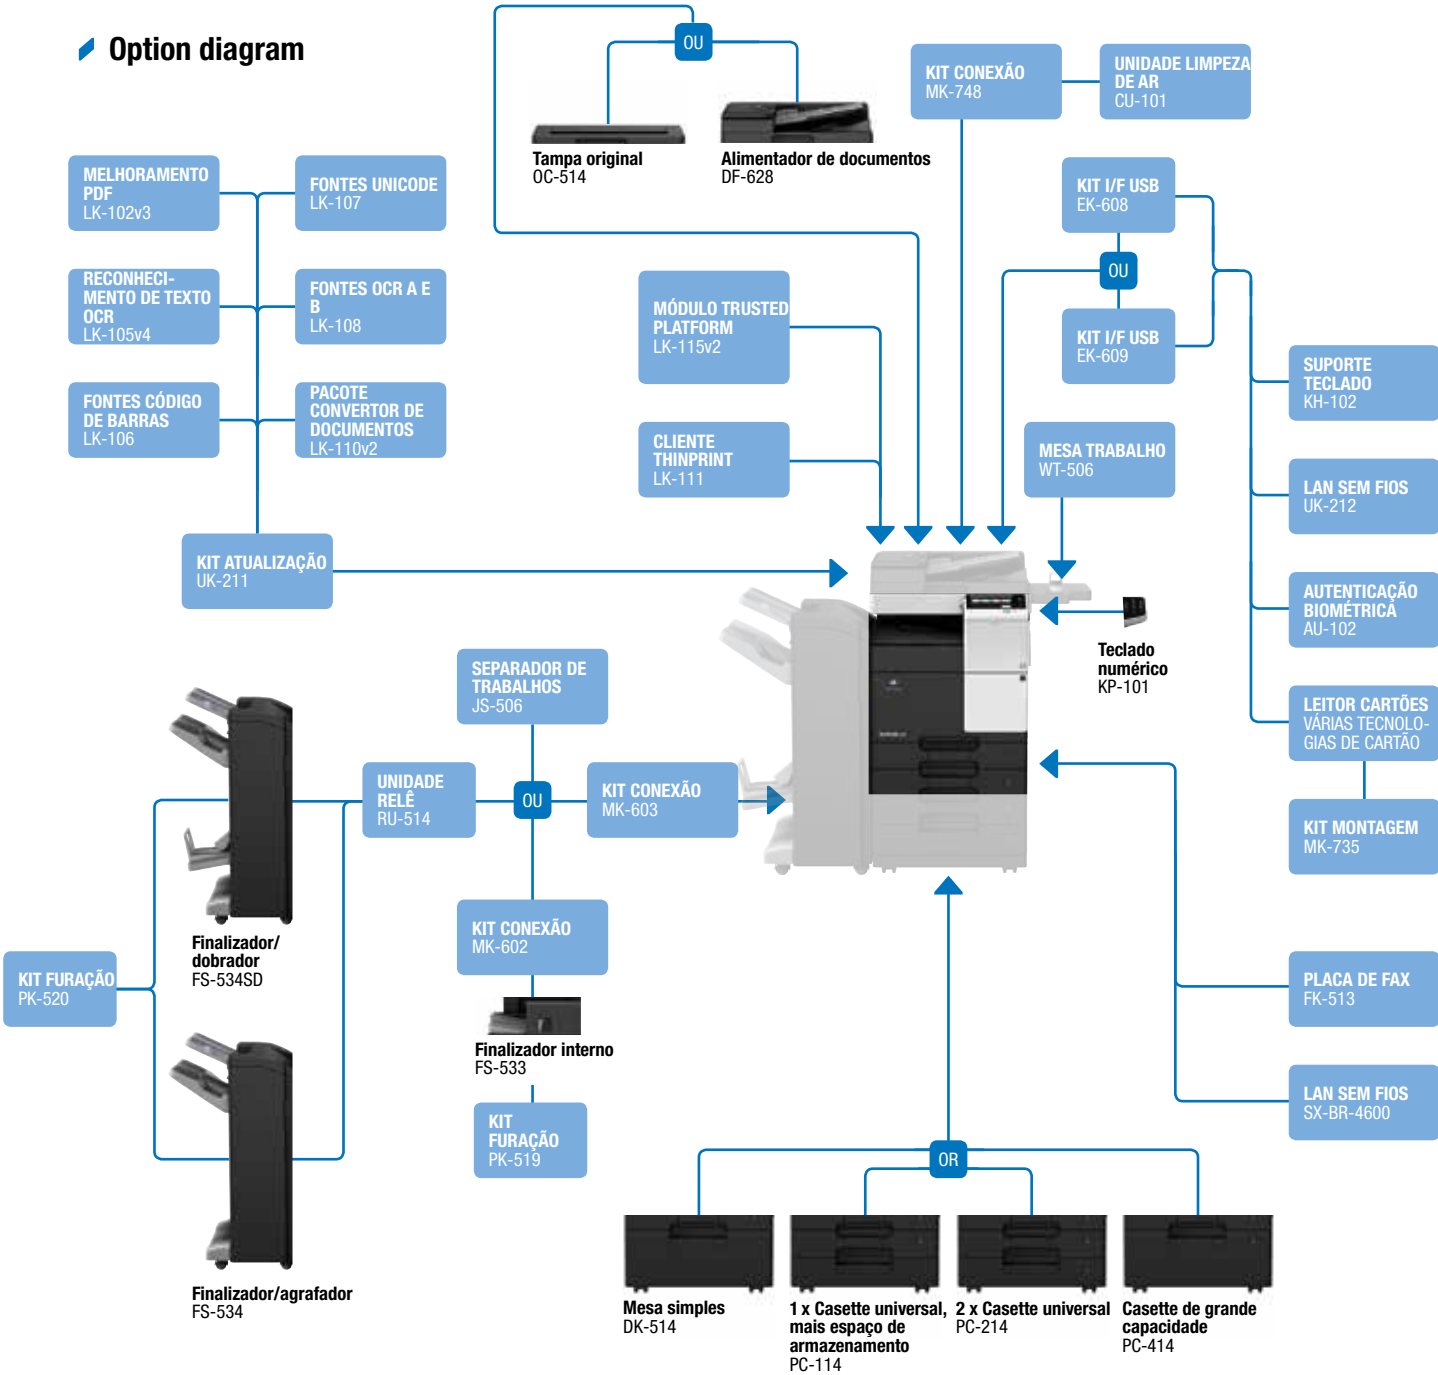 Option diagram
OU
Tampa original
OC-514
Alimentador de documentos
DF-628
KIT CONEXÃO
MK-748
UNIDADE LIMPEZA
DE AR
CU-101
MELHORAMENTO
PDF
LK-102v3
FONTES UNICODE
LK-107
RECONHECI-
MENTO DE TEXTO
OCR
LK-105v4
FONTES OCR A E
B
LK-108
FONTES CÓDIGO
DE BARRAS
LK-106
PACOTE
CONVERTOR DE
DOCUMENTOS
LK-110v2
KIT ATUALIZAÇÃO
UK-211
MÓDULO TRUSTED
PLATFORM
LK-115v2
CLIENTE
THINPRINT
LK-111
KIT I/F USB
EK-608
OU
KIT I/F USB
EK-609
MESA TRABALHO
WT-506
SUPORTE
TECLADO
KH-102
LAN SEM FIOS
UK-212
AUTENTICAÇÃO
BIOMÉTRICA
AU-102
LEITOR CARTÕES
VÁRIAS TECNOLO-
GIAS DE CARTÃO
KIT MONTAGEM
MK-735
Teclado
numérico
KP-101
SEPARADOR DE
TRABALHOS
JS-506
UNIDADE
RELÊ
RU-514
OU
KIT CONEXÃO
MK-603
KIT CONEXÃO
MK-602
Finalizador interno
FS-533
KIT
FURAÇÃO
PK-519
Finalizador/
dobrador
FS-534SD
KIT FURAÇÃO
PK-520
Finalizador/agrafador
FS-534
PLACA DE FAX
FK-513
LAN SEM FIOS
SX-BR-4600
OR
Mesa simples
DK-514
1 x Casette universal,
mais espaço de
armazenamento
PC-114
2 x Casette universal
PC-214
Casette de grande
capacidade
PC-414